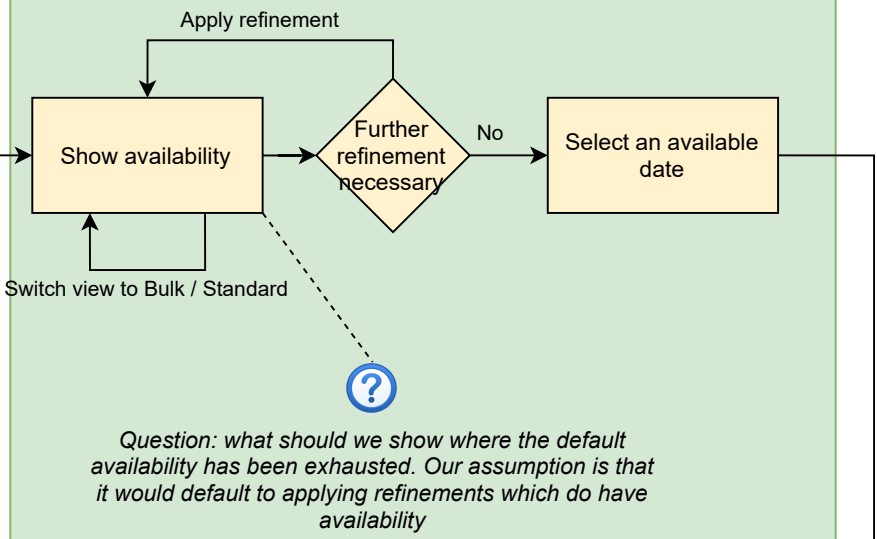 Apply refinement
Show availability
Further
refinement
necessary
No
Select an available
date
Switch view to Bulk / Standard
?
Question: what should we show where the default
availability has been exhausted. Our assumption is that
it would default to applying refinements which do have
availability